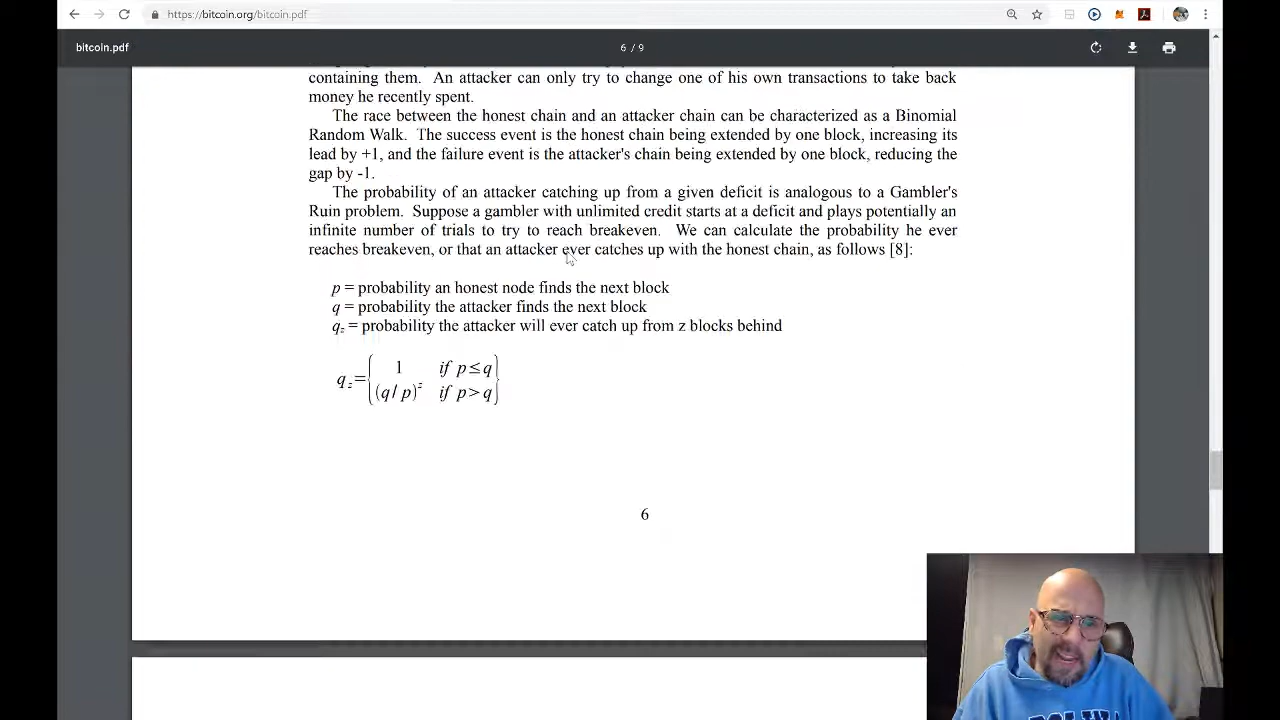 https://bitcoin.org/bitcoin.pdf
bitcoin.pdf
6 / 9
containing them. An attacker can only try to change one of his own transactions to take back
money he recently spent.
The race between the honest chain and an attacker chain can be characterized as a Binomial
Random Walk. The success event is the honest chain being extended by one block, increasing its
lead by +1, and the failure event is the attacker's chain being extended by one block, reducing the
gap by -1.
The probability of an attacker catching up from a given deficit is analogous to a Gambler's
Ruin problem. Suppose a gambler with unlimited credit starts at a deficit and plays potentially an
infinite number of trials to try to reach breakeven. We can calculate the probability he ever
reaches breakeven, or that an attacker ever catches up with the honest chain, as follows [8]:
p = probability an honest node finds the next block
q = probability the attacker finds the next block
q_z = probability the attacker will ever catch up from z blocks behind
q_z = { 1 if p ≤ q
(q / p)^z if p > q }
6